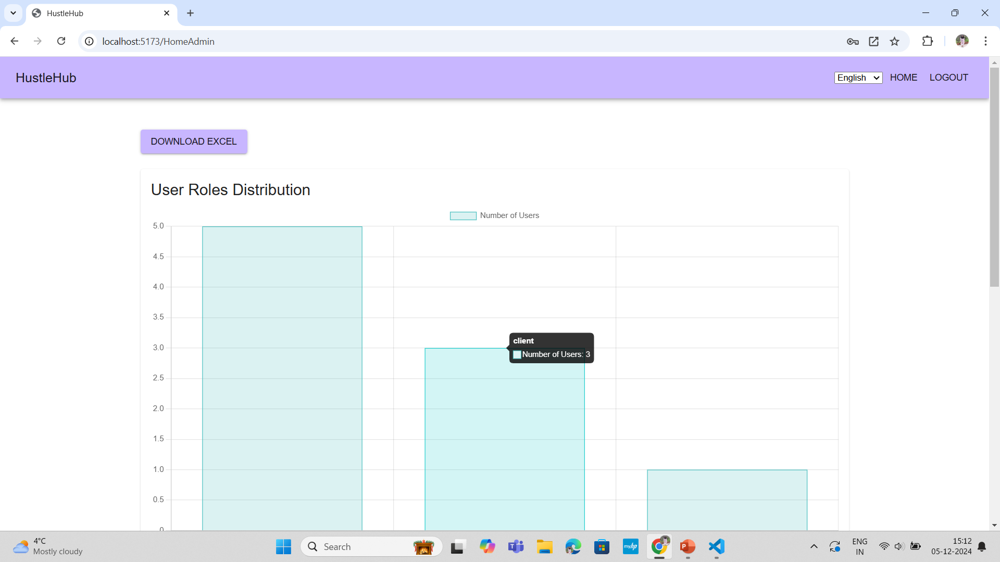 HustleHub
localhost:5173/HomeAdmin
HustleHub
English
HOME
LOGOUT
DOWNLOAD EXCEL
User Roles Distribution
Number of Users
5.0
4.5
4.0
3.5
3.0
2.5
2.0
1.5
1.0
0.5
0
client
Number of Users: 3
4°C
Mostly cloudy
Search
myhp
ENG
IN
15:12
05-12-2024